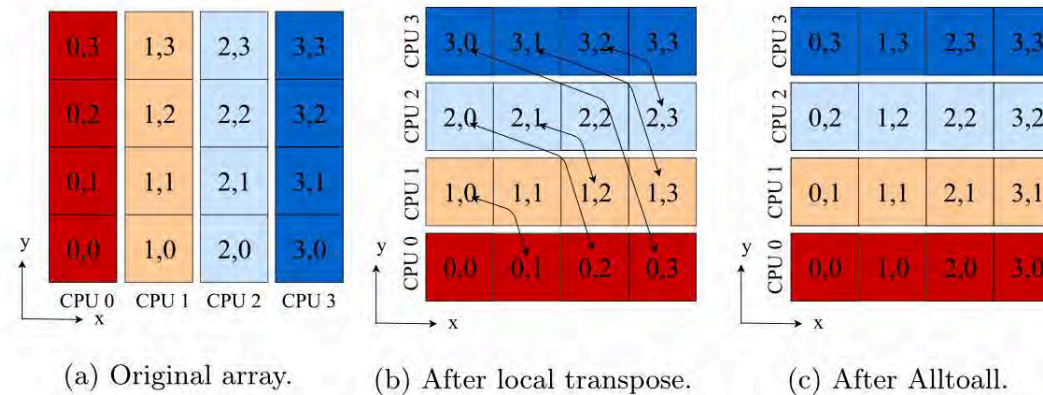 0,3 1,3 2,3 3,3
0,2 1,2 2,2 3,2
0,1 1,1 2,1 3,1
0,0 1,0 2,0 3,0
y
x
CPU 0 CPU 1 CPU 2 CPU 3
(a) Original array.
CPU 3 3,0 3,1 3,2 3,3
CPU 2 2,0 2,1 2,2 2,3
CPU 1 1,0 1,1 1,2 1,3
CPU 0 0,0 0,1 0,2 0,3
y
x
(b) After local transpose.
CPU 3 0,3 1,3 2,3 3,3
CPU 2 0,2 1,2 2,2 3,2
CPU 1 0,1 1,1 2,1 3,1
CPU 0 0,0 1,0 2,0 3,0
y
x
(c) After Alltoall.